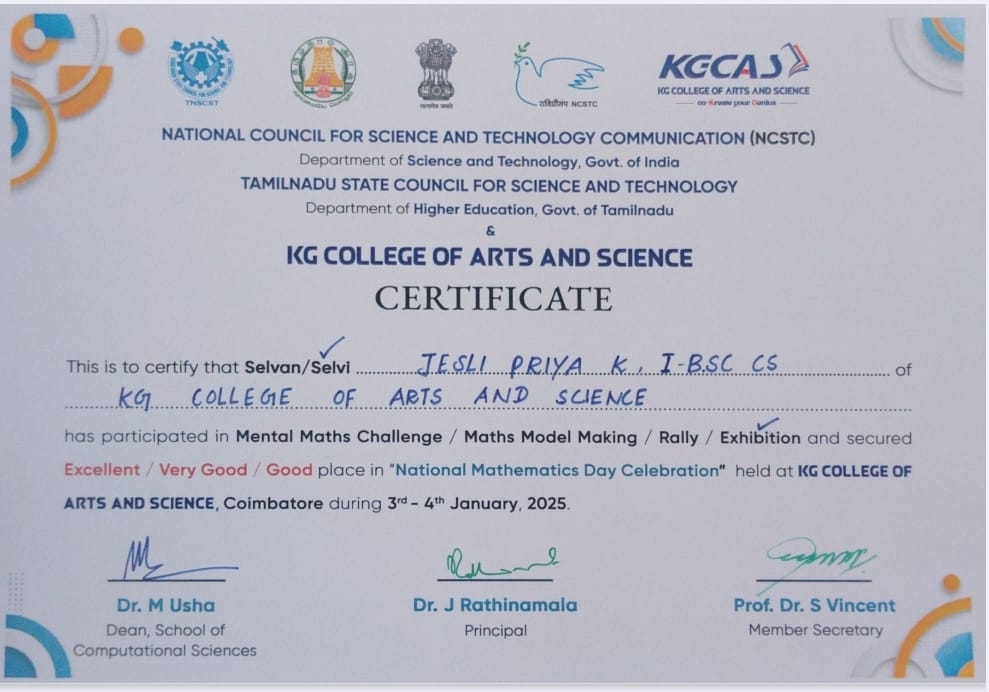 TNSCST
सत्यमेव जयते
राविप्रौसंप NCSTC
KGCAS
KG COLLEGE OF ARTS AND SCIENCE
co-Kreate your Genius
NATIONAL COUNCIL FOR SCIENCE AND TECHNOLOGY COMMUNICATION (NCSTC)
Department of Science and Technology, Govt. of India
TAMILNADU STATE COUNCIL FOR SCIENCE AND TECHNOLOGY
Department of Higher Education, Govt. of Tamilnadu
&
KG COLLEGE OF ARTS AND SCIENCE
CERTIFICATE
This is to certify that Selvan/Selvi JESLI PRIYA K, I-B.SC CS of
KG COLLEGE OF ARTS AND SCIENCE
has participated in Mental Maths Challenge / Maths Model Making / Rally / Exhibition and secured
Excellent / Very Good / Good place in "National Mathematics Day Celebration" held at KG COLLEGE OF
ARTS AND SCIENCE, Coimbatore during 3rd - 4th January, 2025.
Dr. M Usha
Dean, School of
Computational Sciences
Dr. J Rathinamala
Principal
Prof. Dr. S Vincent
Member Secretary